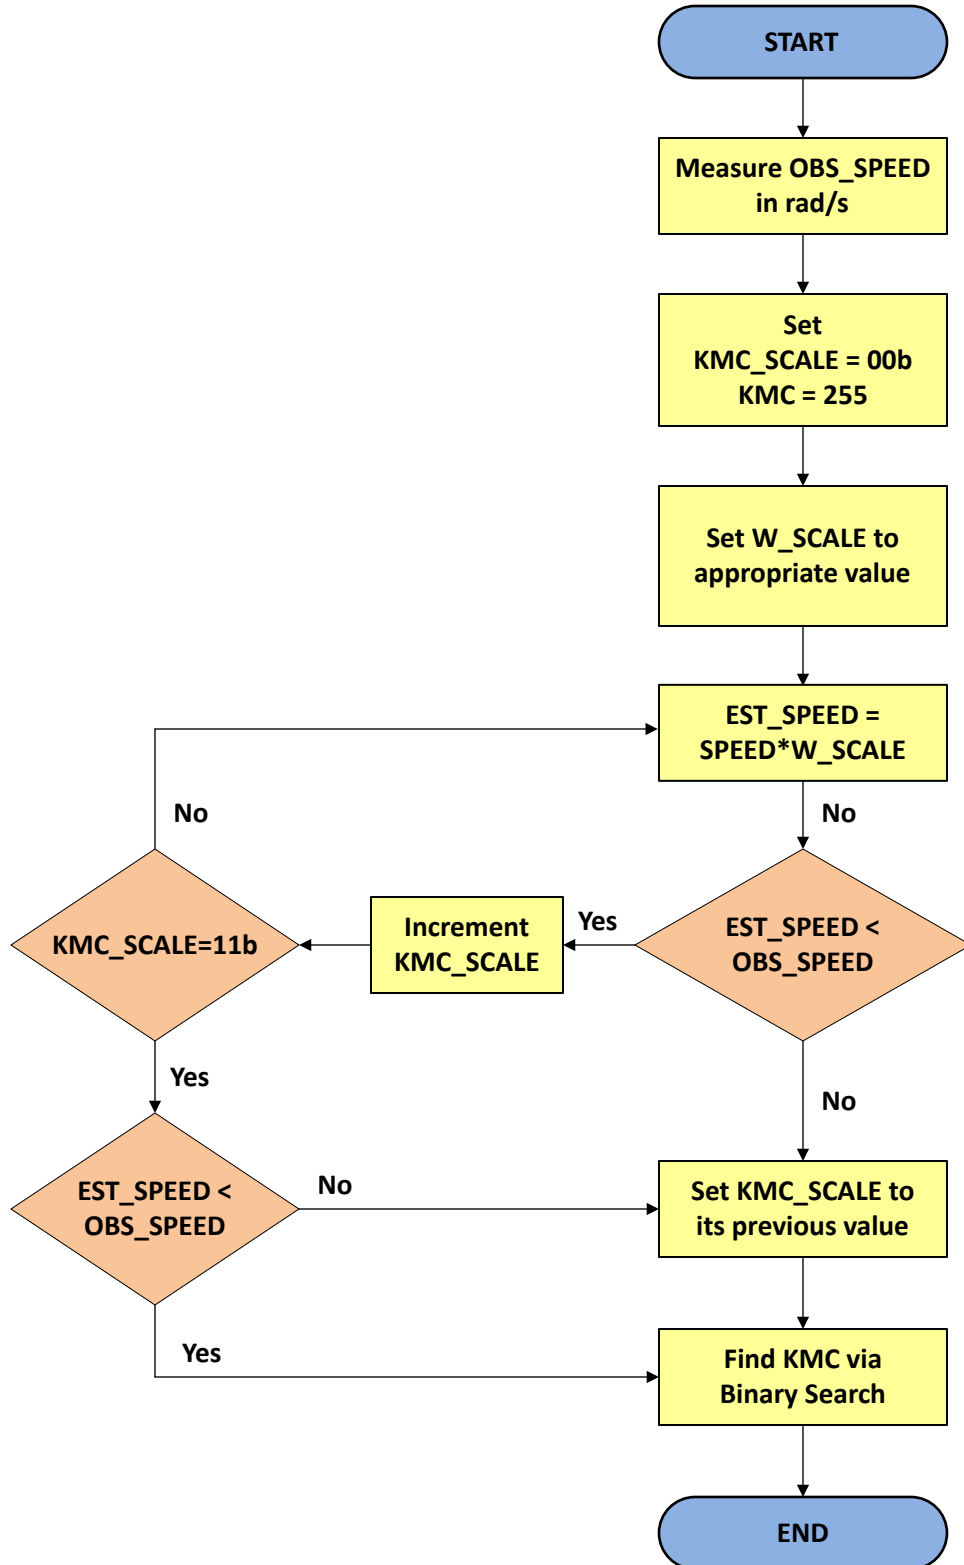 START
Measure OBS_SPEED
in rad/s
Set
KMC_SCALE = 00b
KMC = 255
Set W_SCALE to
appropriate value
EST_SPEED =
SPEED*W_SCALE
No
No
KMC_SCALE=11b
Increment
KMC_SCALE
Yes
EST_SPEED <
OBS_SPEED
Yes
No
EST_SPEED <
OBS_SPEED
No
Set KMC_SCALE to
its previous value
Yes
Find KMC via
Binary Search
END